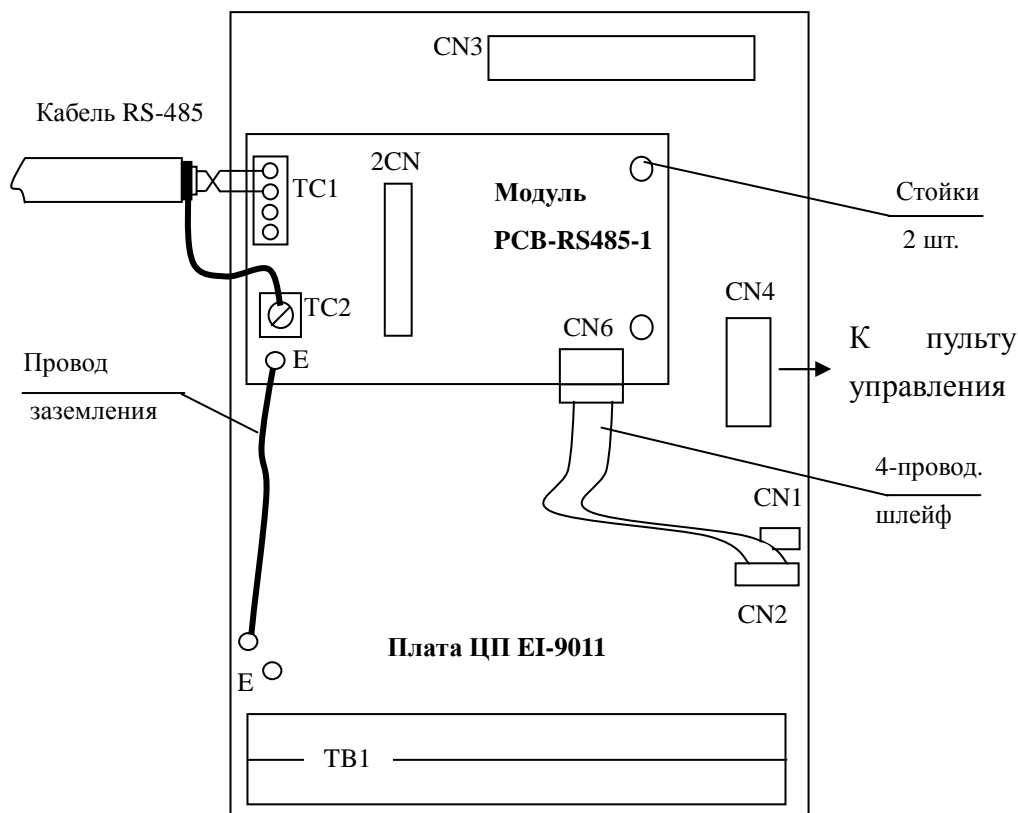 CN3
Кабель RS-485
2CN
TC1
Модуль
PCB-RS485-1
Стойки
2 шт.
TC2
CN4
CN6
E
К пульту
управления
Провод
заземления
4-провод.
шлейф
CN1
CN2
Плата ЦП EI-9011
E
TB1